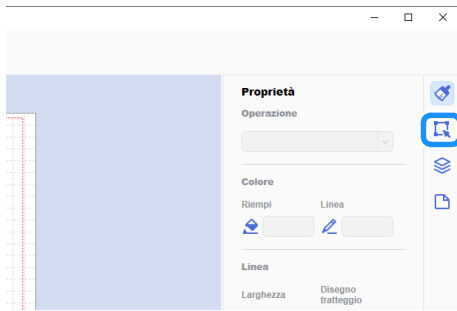 Proprietà
Operazione
Colore
Riempi Linea
Linea
Larghezza Disegno
tratteggio